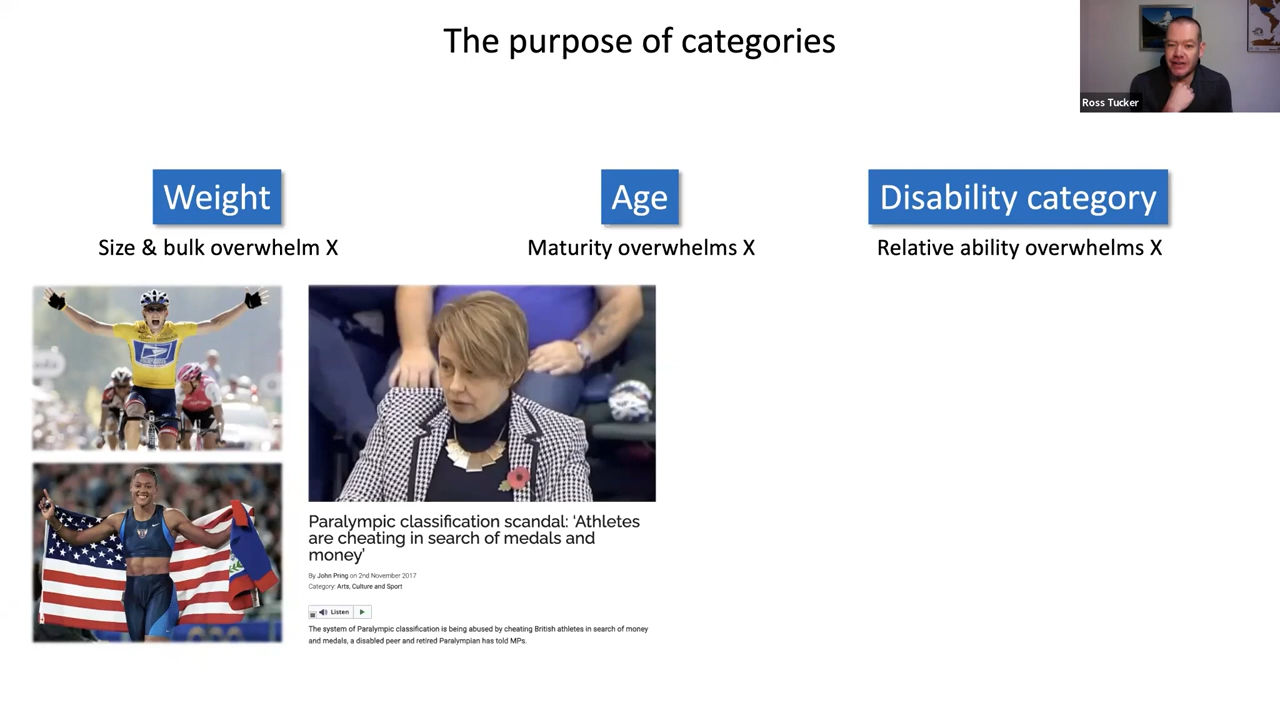 The purpose of categories
Ross Tucker
Weight
Age
Disability category
Size & bulk overwhelm X
Maturity overwhelms X
Relative ability overwhelms X
Paralympic classification scandal: ‘Athletes
are cheating in search of medals and
money’
By John Pring on 2nd November 2017
Category: Arts, Culture and Sport
Listen
The system of Paralympic classification is being abused by cheating British athletes in search of money
and medals, a disabled peer and retired Paralympian has told MPs.